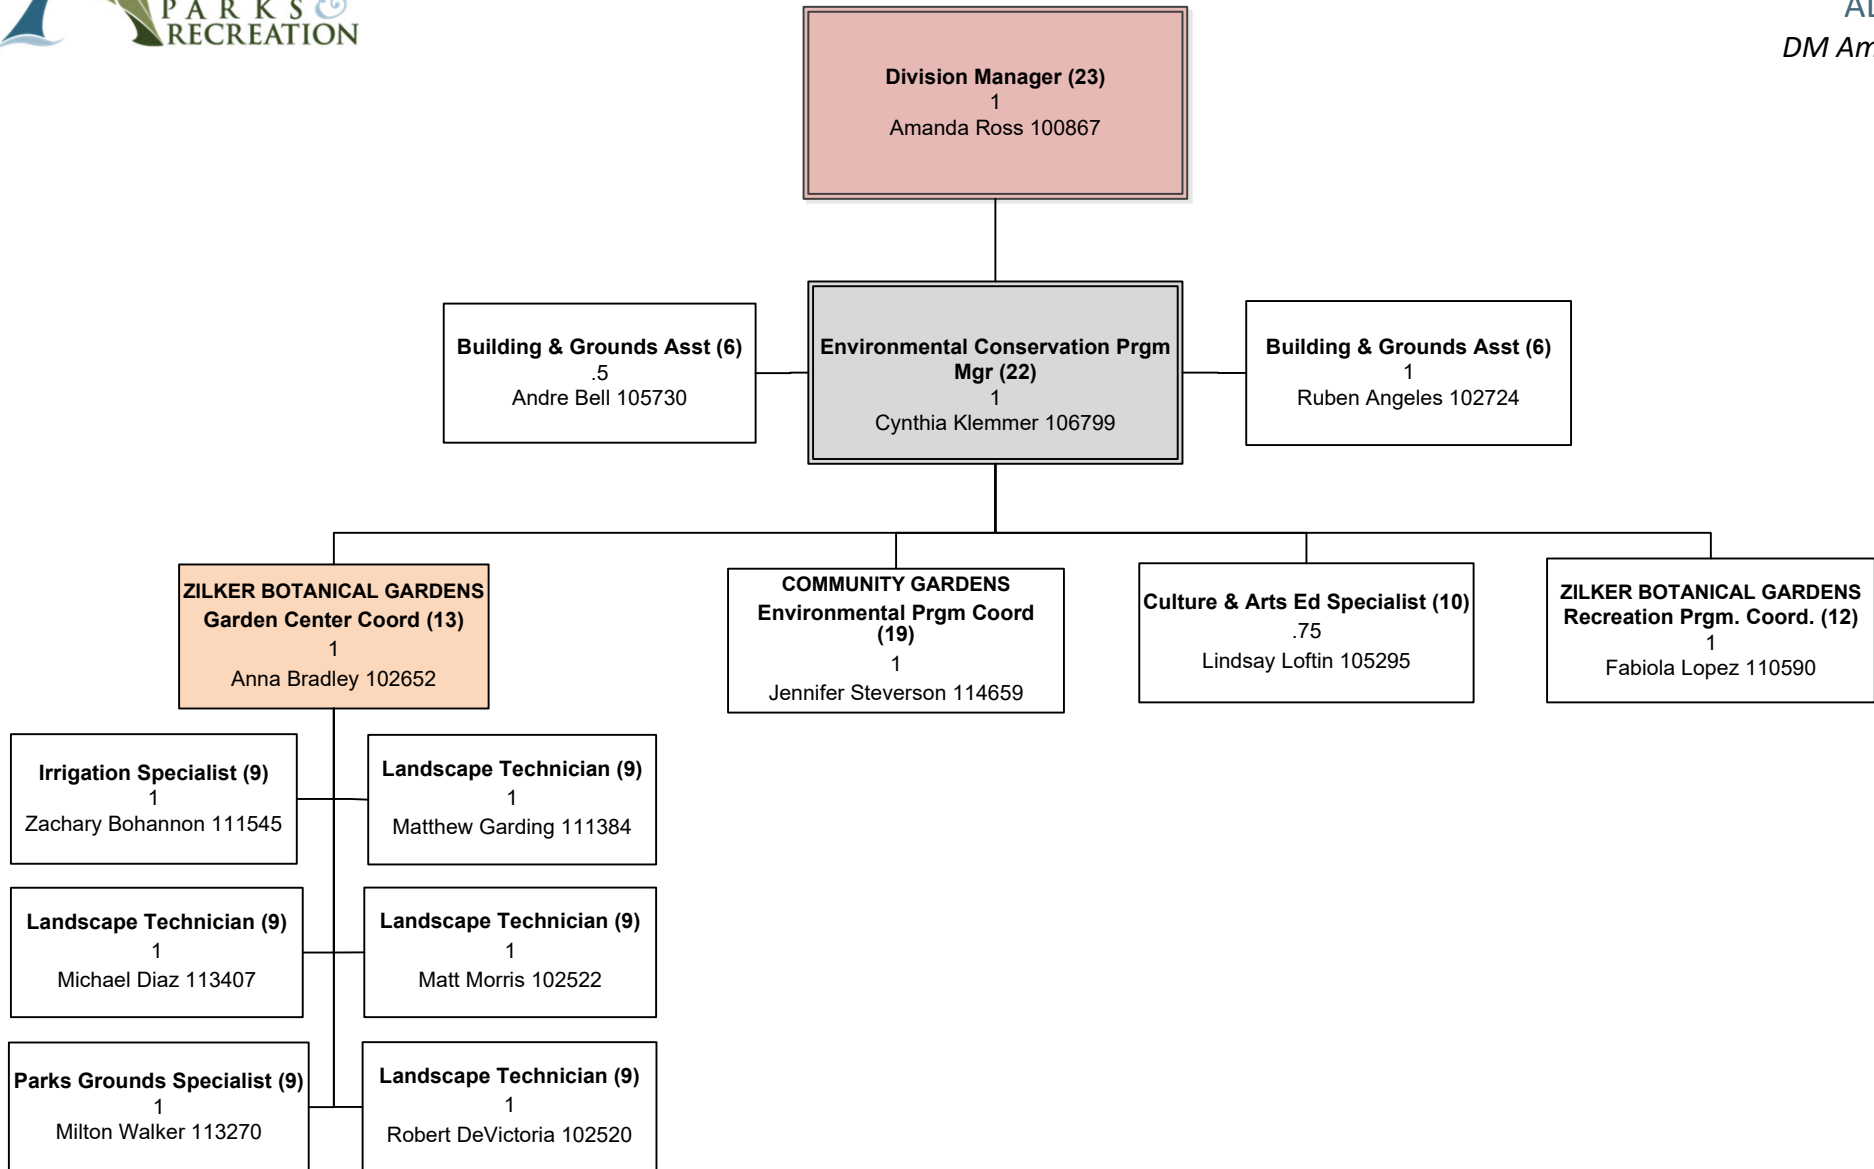 PARKS &
RECREATION
DM Am
Division Manager (23)
1
Amanda Ross 100867
Building & Grounds Asst (6)
.5
Andre Bell 105730
Environmental Conservation Prgm
Mgr (22)
1
Cynthia Klemmer 106799
Building & Grounds Asst (6)
1
Ruben Angeles 102724
ZILKER BOTANICAL GARDENS
Garden Center Coord (13)
1
Anna Bradley 102652
COMMUNITY GARDENS
Environmental Prgm Coord
(19)
1
Jennifer Steverson 114659
Culture & Arts Ed Specialist (10)
.75
Lindsay Loftin 105295
ZILKER BOTANICAL GARDENS
Recreation Prgm. Coord. (12)
1
Fabiola Lopez 110590
Irrigation Specialist (9)
1
Zachary Bohannon 111545
Landscape Technician (9)
1
Matthew Garding 111384
Landscape Technician (9)
1
Michael Diaz 113407
Landscape Technician (9)
1
Matt Morris 102522
Parks Grounds Specialist (9)
1
Milton Walker 113270
Landscape Technician (9)
1
Robert DeVictoria 102520